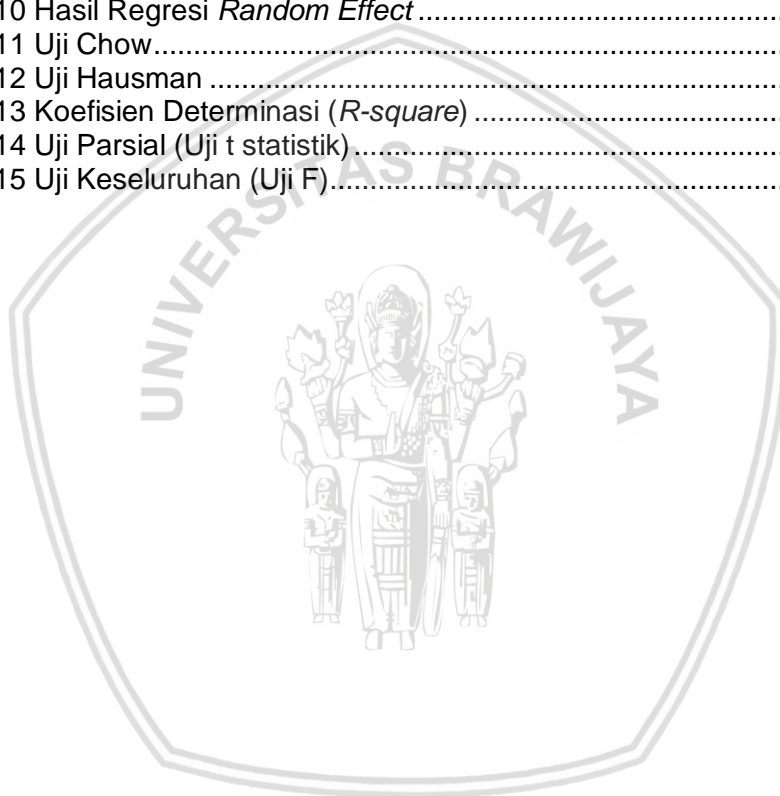 10 Hasil Regresi Random Effect ........................................................
11 Uji Chow........................................................................................
12 Uji Hausman ................................................................................
13 Koefisien Determinasi (R-square) ...............................................
14 Uji Parsial (Uji t statistik)..............................................................
15 Uji Keseluruhan (Uji F)................................................................
UNIVERSITAS BRAWIJAYA